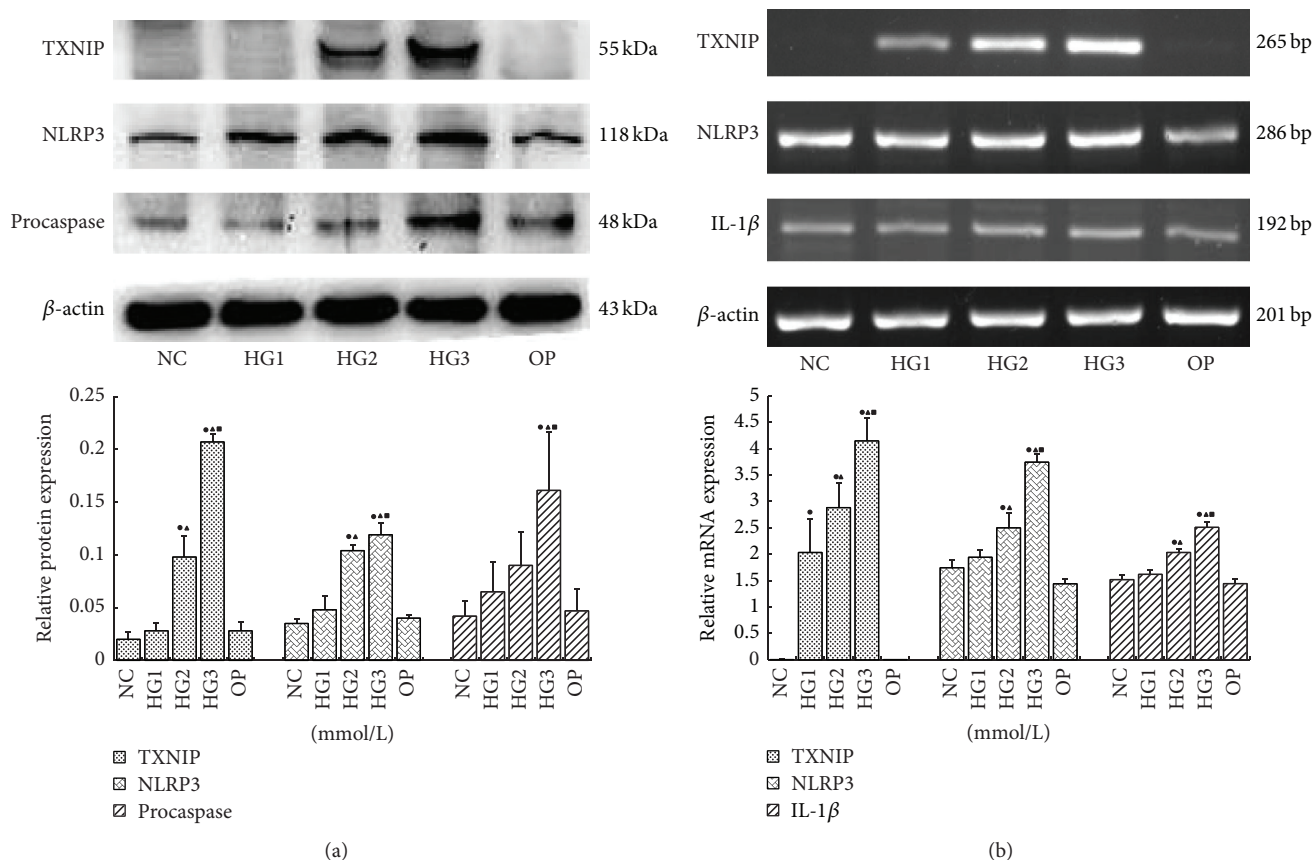 TXNIP 55 kDa
NLRP3 118 kDa
Procaspase 48 kDa
β-actin 43 kDa
NC HG1 HG2 HG3 OP
Relative protein expression
0.25
0.2
0.15
0.1
0.05
0
NC HG1 HG2 HG3 OP NC HG1 HG2 HG3 OP NC HG1 HG2 HG3 OP
(mmol/L)
TXNIP
NLRP3
Procaspase
(a)
TXNIP 265 bp
NLRP3 286 bp
IL-1β 192 bp
β-actin 201 bp
NC HG1 HG2 HG3 OP
Relative mRNA expression
5
4.5
4
3.5
3
2.5
2
1.5
1
0.5
0
NC HG1 HG2 HG3 OP NC HG1 HG2 HG3 OP NC HG1 HG2 HG3 OP
(mmol/L)
TXNIP
NLRP3
IL-1β
(b)